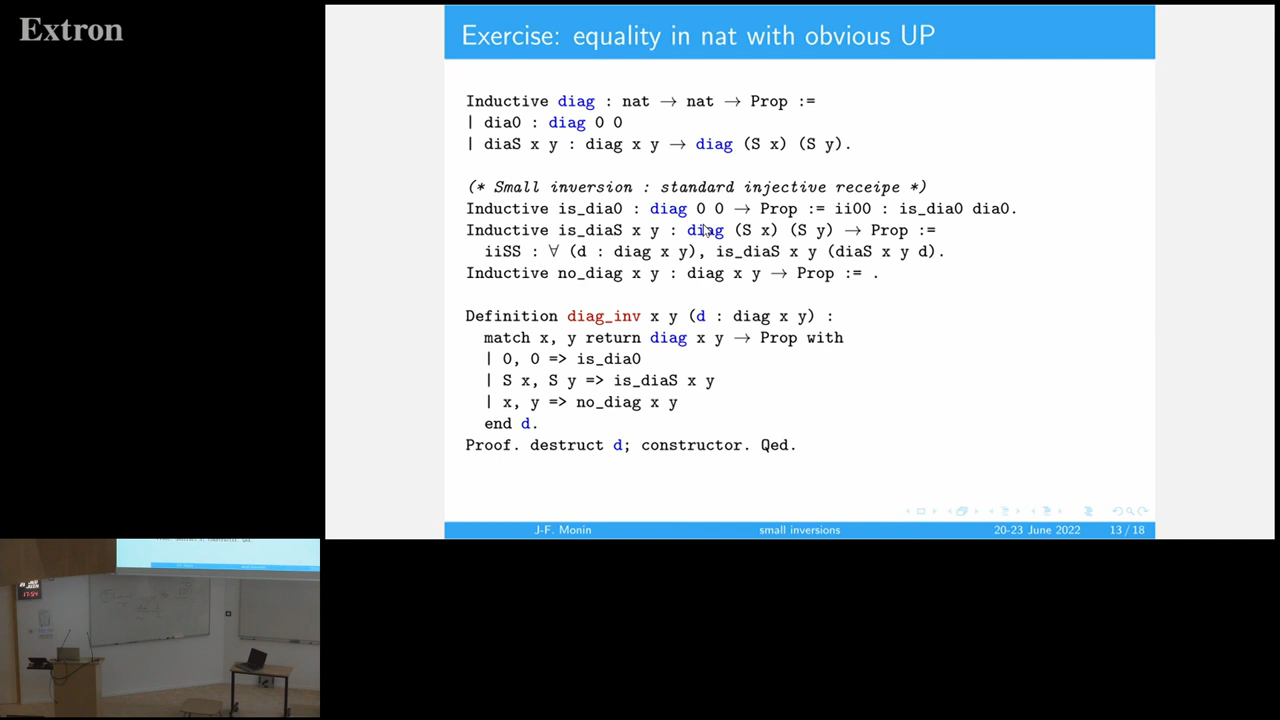 Extron
Exercise: equality in nat with obvious UP
Inductive diag : nat → nat → Prop :=
| dia0 : diag 0 0
| diaS x y : diag x y → diag (S x) (S y).
(* Small inversion : standard injective receipe *)
Inductive is_dia0 : diag 0 0 → Prop := ii00 : is_dia0 dia0.
Inductive is_diaS x y : diag (S x) (S y) → Prop :=
iiSS : ∀ (d : diag x y), is_diaS x y (diaS x y d).
Inductive no_diag x y : diag x y → Prop := .
Definition diag_inv x y (d : diag x y) :
match x, y return diag x y → Prop with
| 0, 0 => is_dia0
| S x, S y => is_diaS x y
| x, y => no_diag x y
end d.
Proof. destruct d; constructor. Qed.
J-F. Monin small inversions 20-23 June 2022 13 / 18
17:54